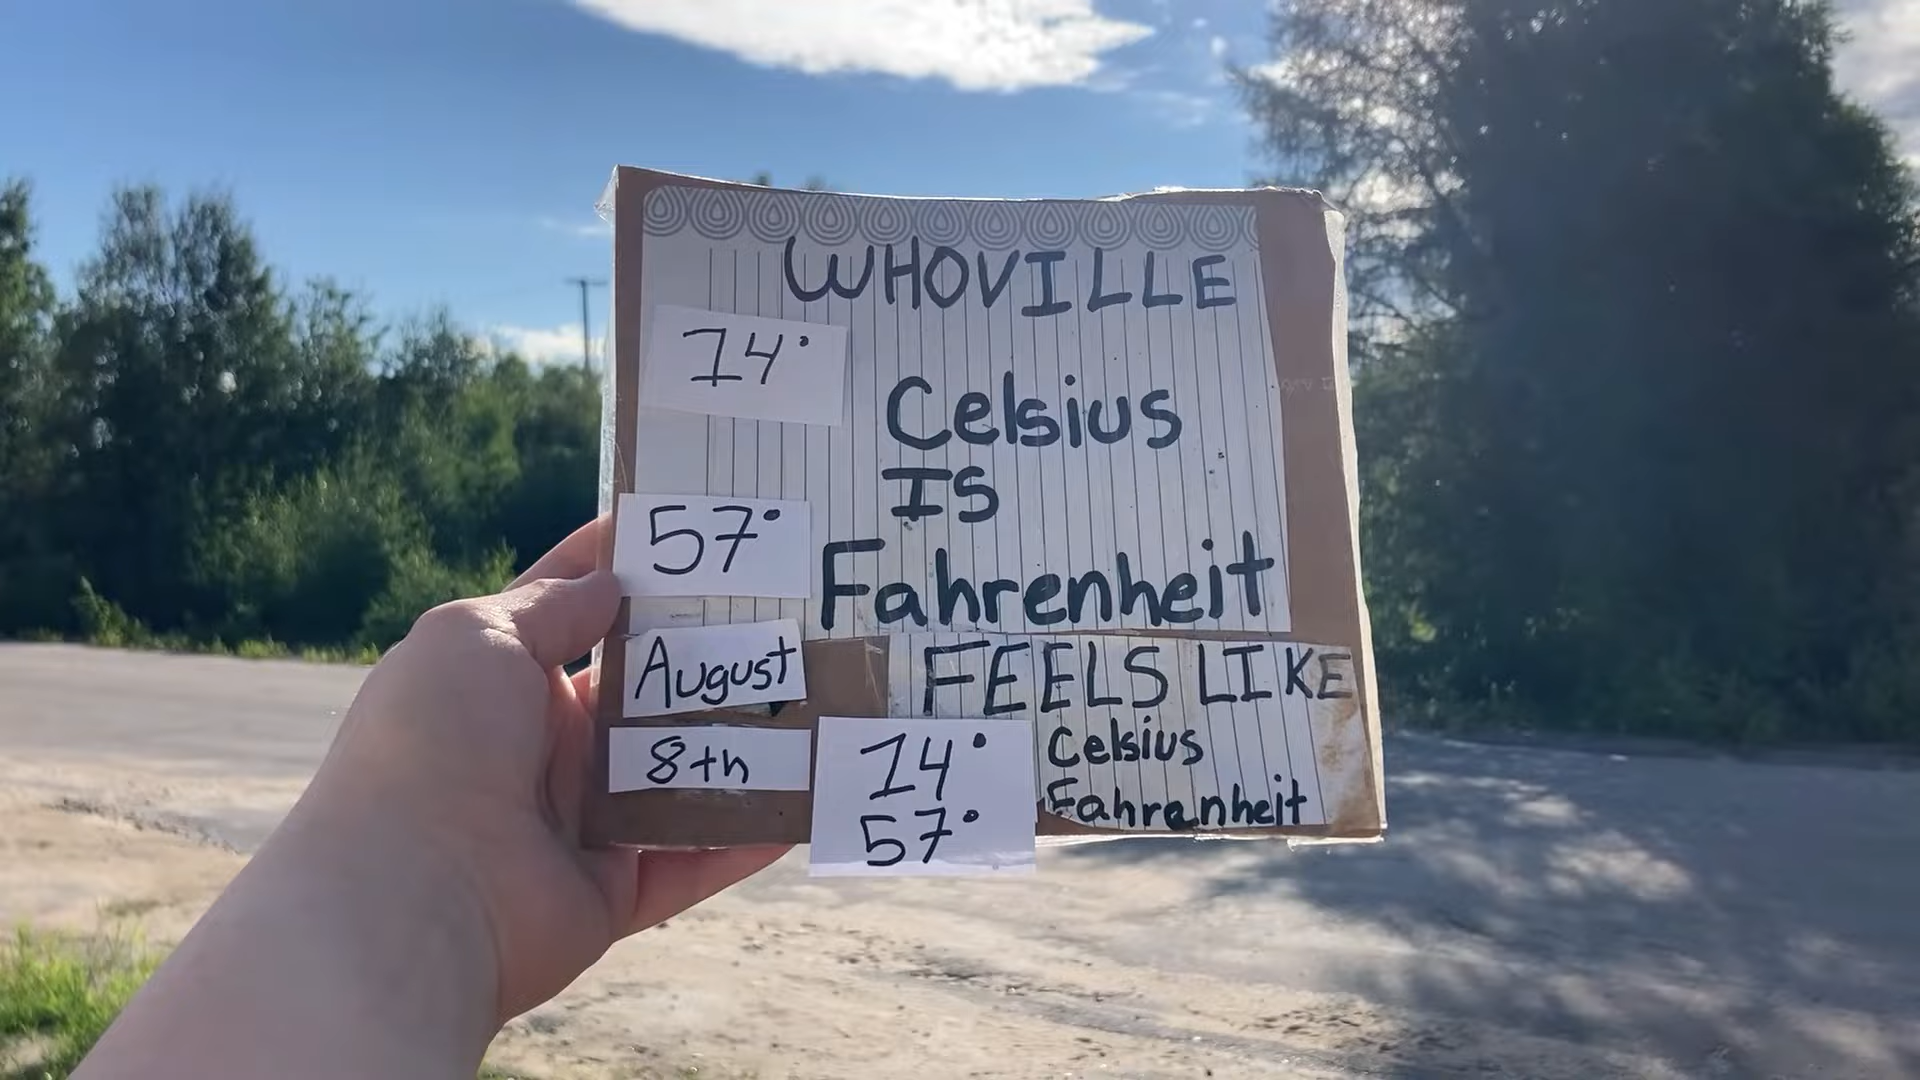 WHOVILLE
14°
Celsius
IS
57°
Fahrenheit
August
8th
FEELS LIKE
14° Celsius
57° Fahrenheit